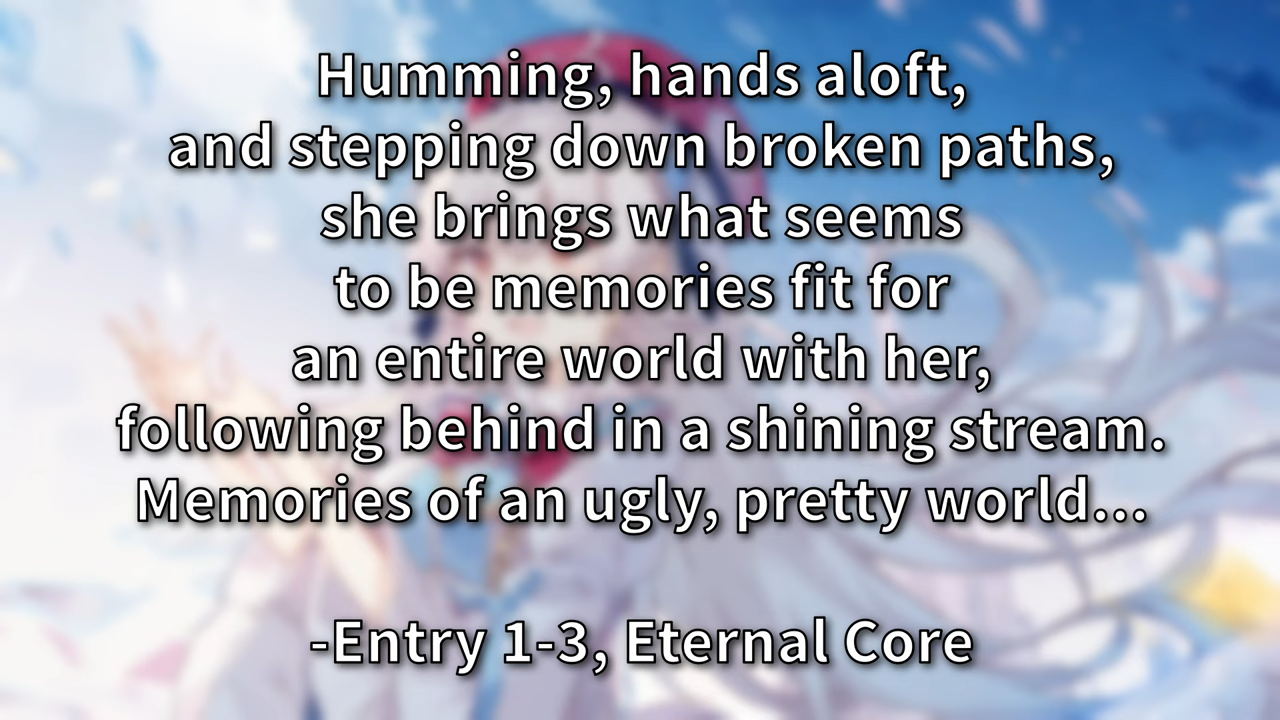 Humming, hands aloft,
and stepping down broken paths,
she brings what seems
to be memories fit for
an entire world with her,
following behind in a shining stream.
Memories of an ugly, pretty world...
-Entry 1-3, Eternal Core